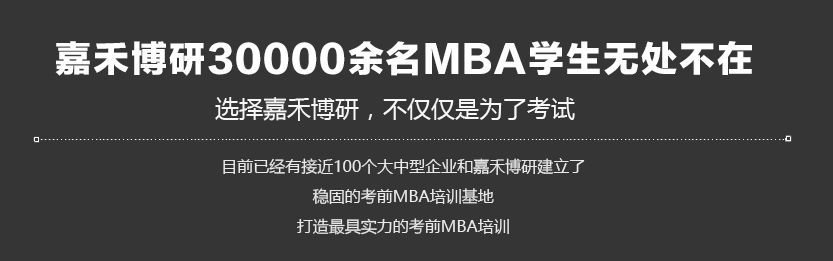 嘉禾博研30000余名MBA学生无处不在
选择嘉禾博研，不仅仅是为了考试
目前已经有接近100个大中型企业和嘉禾博研建立了
稳固的考前MBA培训基地
打造最具实力的考前MBA培训